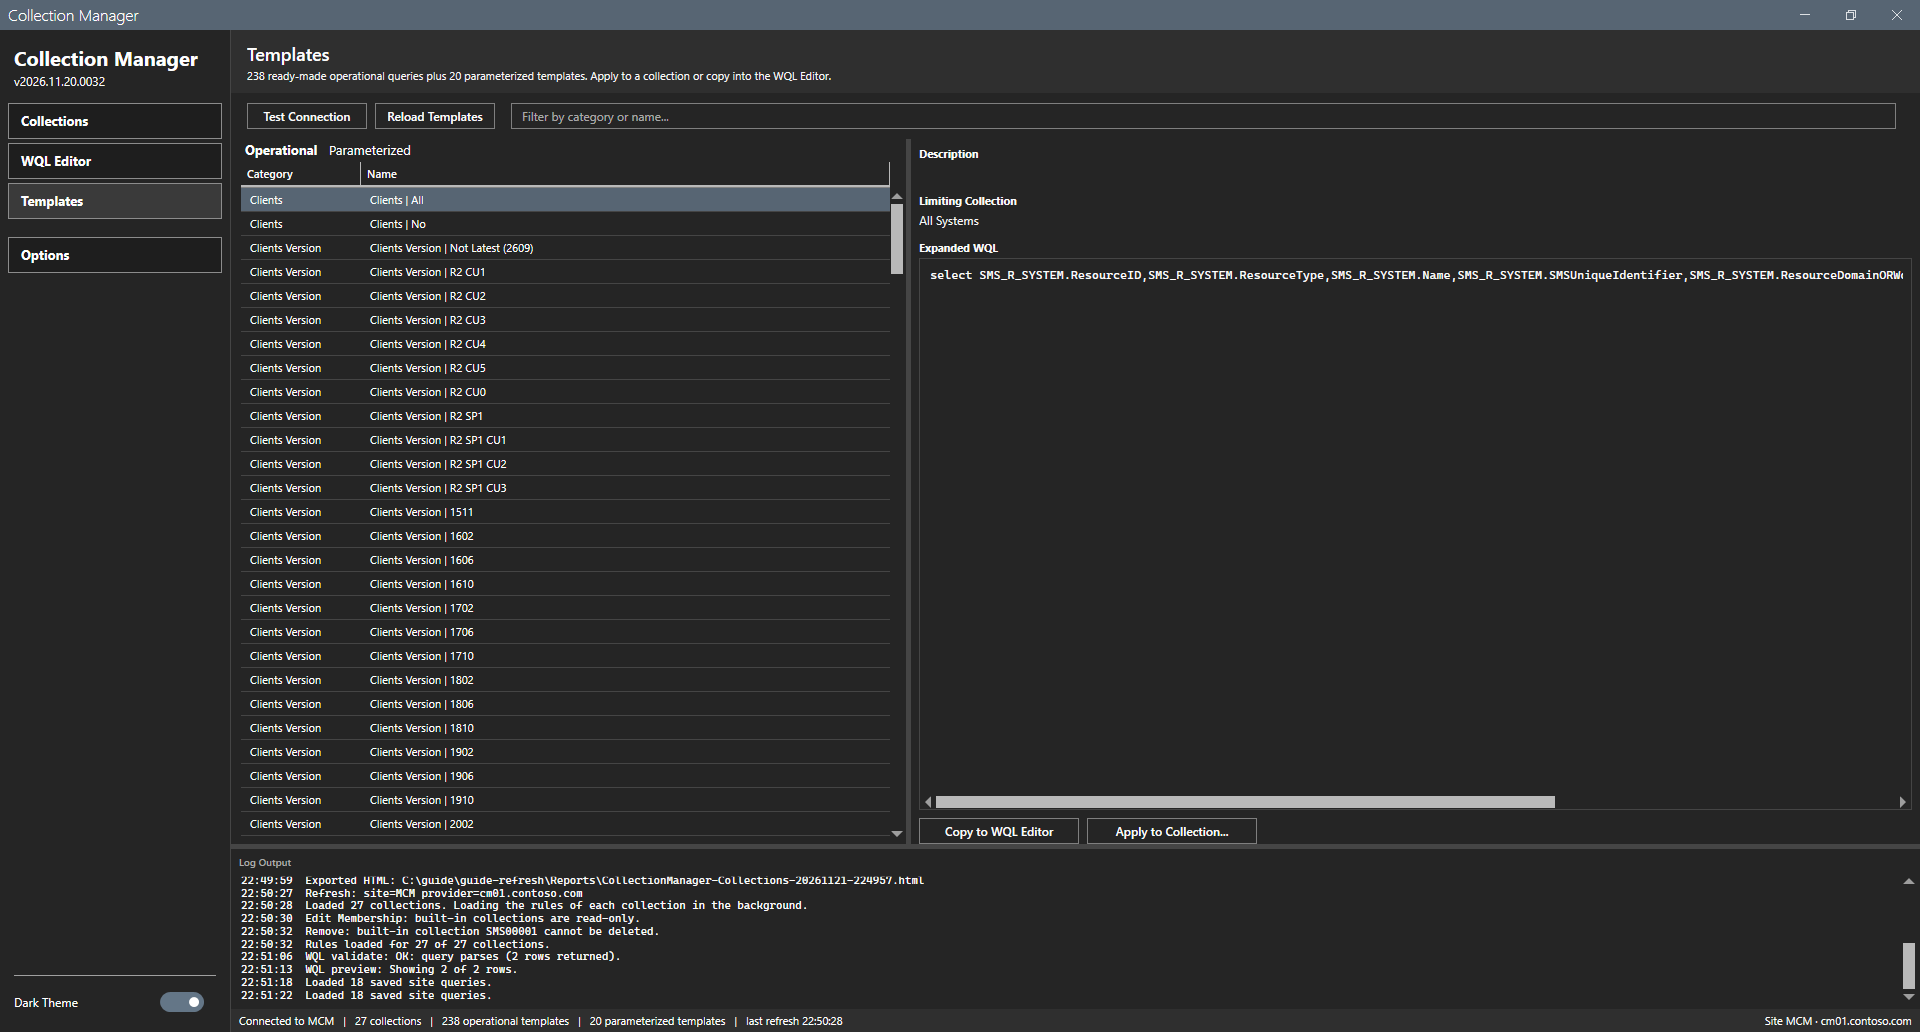 Collection Manager
Collection Manager
v2026.11.20.0032
Collections
WQL Editor
Templates
Options
Dark Theme
Templates
238 ready-made operational queries plus 20 parameterized templates. Apply to a collection or copy into the WQL Editor.
Test Connection
Reload Templates
Filter by category or name...
Operational Parameterized
Category Name
Clients Clients | All
Clients Clients | No
Clients Version Clients Version | Not Latest (2609)
Clients Version Clients Version | R2 CU1
Clients Version Clients Version | R2 CU2
Clients Version Clients Version | R2 CU3
Clients Version Clients Version | R2 CU4
Clients Version Clients Version | R2 CU5
Clients Version Clients Version | R2 CU0
Clients Version Clients Version | R2 SP1
Clients Version Clients Version | R2 SP1 CU1
Clients Version Clients Version | R2 SP1 CU2
Clients Version Clients Version | R2 SP1 CU3
Clients Version Clients Version | 1511
Clients Version Clients Version | 1602
Clients Version Clients Version | 1606
Clients Version Clients Version | 1610
Clients Version Clients Version | 1702
Clients Version Clients Version | 1706
Clients Version Clients Version | 1710
Clients Version Clients Version | 1802
Clients Version Clients Version | 1806
Clients Version Clients Version | 1810
Clients Version Clients Version | 1902
Clients Version Clients Version | 1906
Clients Version Clients Version | 1910
Clients Version Clients Version | 2002
Description
Limiting Collection
All Systems
Expanded WQL
select SMS_R_SYSTEM.ResourceID,SMS_R_SYSTEM.ResourceType,SMS_R_SYSTEM.Name,SMS_R_SYSTEM.SMSUniqueIdentifier,SMS_R_SYSTEM.ResourceDomainORW
Copy to WQL Editor
Apply to Collection...
Log Output
22:49:59 Exported HTML: C:\guide\guide-refresh\Reports\CollectionManager-Collections-20261121-224957.html
22:50:27 Refresh: site=MCM provider=cm01.contoso.com
22:50:28 Loaded 27 collections. Loading the rules of each collection in the background.
22:50:30 Edit Membership: built-in collections are read-only.
22:50:32 Remove: built-in collection SMS00001 cannot be deleted.
22:50:32 Rules loaded for 27 of 27 collections.
22:51:06 WQL validate: OK: query parses (2 rows returned).
22:51:13 WQL preview: Showing 2 of 2 rows.
22:51:18 Loaded 18 saved site queries.
22:51:22 Loaded 18 saved site queries.
Connected to MCM | 27 collections | 238 operational templates | 20 parameterized templates | last refresh 22:50:28
Site MCM · cm01.contoso.com